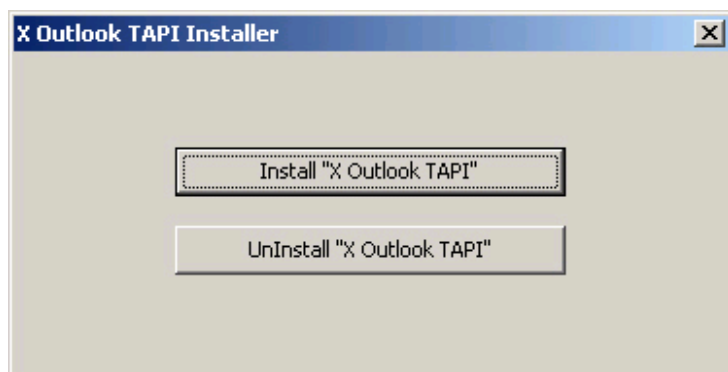 X Outlook TAPI Installer
Install "X Outlook TAPI"
UnInstall "X Outlook TAPI"